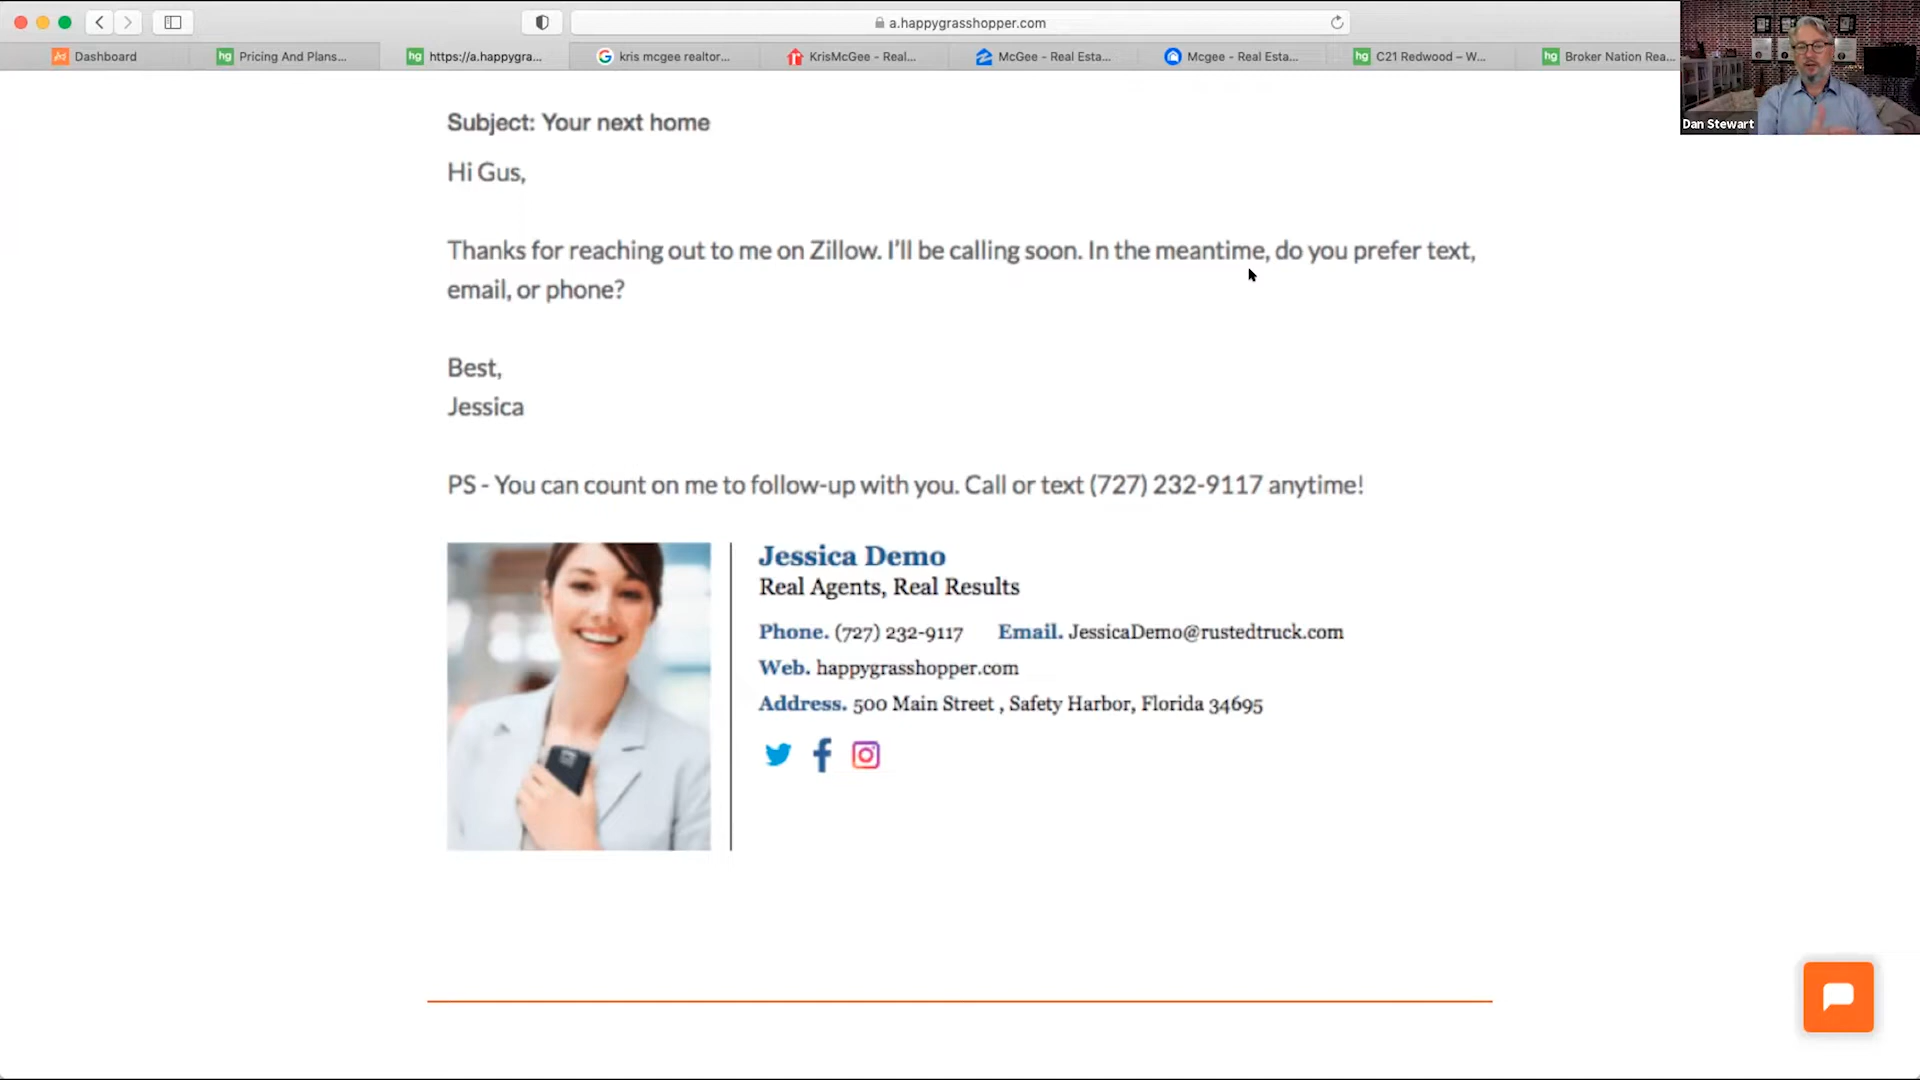 a.happygrasshopper.com
Dashboard
hg Pricing And Plans...
hg https://a.happygra...
kris mcgee realtor...
KrisMcGee - Real...
McGee - Real Esta...
Mcgee - Real Esta...
hg C21 Redwood – W...
hg Broker Nation Rea...
Dan Stewart
Subject: Your next home
Hi Gus,
Thanks for reaching out to me on Zillow. I'll be calling soon. In the meantime, do you prefer text,
email, or phone?
Best,
Jessica
PS - You can count on me to follow-up with you. Call or text (727) 232-9117 anytime!
Jessica Demo
Real Agents, Real Results
Phone. (727) 232-9117 Email. JessicaDemo@rustedtruck.com
Web. happygrasshopper.com
Address. 500 Main Street , Safety Harbor, Florida 34695